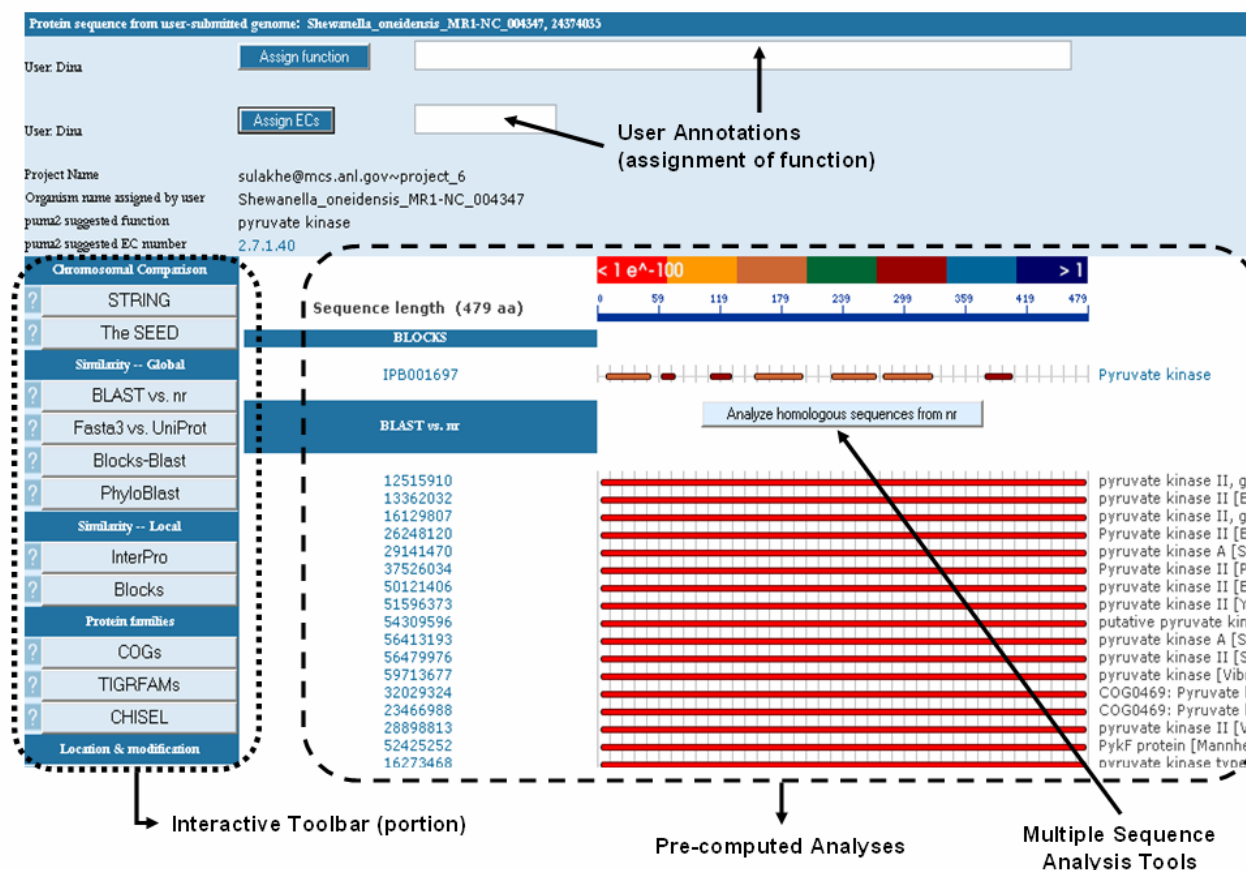 Protein sequence from user-submitted genome: Shewanella_oneidensis_MR1-NC_004347, 24374035
User: Dina Assign function
User: Dina Assign ECs
User Annotations
(assignment of function)
Project Name sulakhe@mcs.anl.gov~project_6
Organism name assigned by user Shewanella_oneidensis_MR1-NC_004347
puma2 suggested function pyruvate kinase
puma2 suggested EC number 2.7.1.40
Chromosomal Comparison
? STRING
? The SEED
Similarity -- Global
? BLAST vs. nr
? Fasta3 vs. UniProt
? Blocks-Blast
? PhyloBlast
Similarity -- Local
? InterPro
? Blocks
Protein families
? COGs
? TIGRFAMs
? CHISEL
Location & modification
< 1 e^-100 > 1
Sequence length (479 aa) 0 59 119 179 239 299 359 419 479
BLOCKS
IPB001697 Pyruvate kinase
BLAST vs. nr Analyze homologous sequences from nr
12515910 pyruvate kinase II, g
13362032 pyruvate kinase II [E
16129807 pyruvate kinase II, g
26248120 Pyruvate kinase II [E
29141470 pyruvate kinase A [S
37526034 Pyruvate kinase II [P
50121406 pyruvate kinase II [E
51596373 pyruvate kinase II [Y
54309596 putative pyruvate kin
56413193 pyruvate kinase A [S
56479976 pyruvate kinase II [S
59713677 pyruvate kinase [Vib
32029324 COG0469: Pyruvate
23466988 COG0469: Pyruvate
28898813 pyruvate kinase II [V
52425252 PykF protein [Mannhe
16273468 pyruvate kinase type
Interactive Toolbar (portion)
Pre-computed Analyses
Multiple Sequence
Analysis Tools